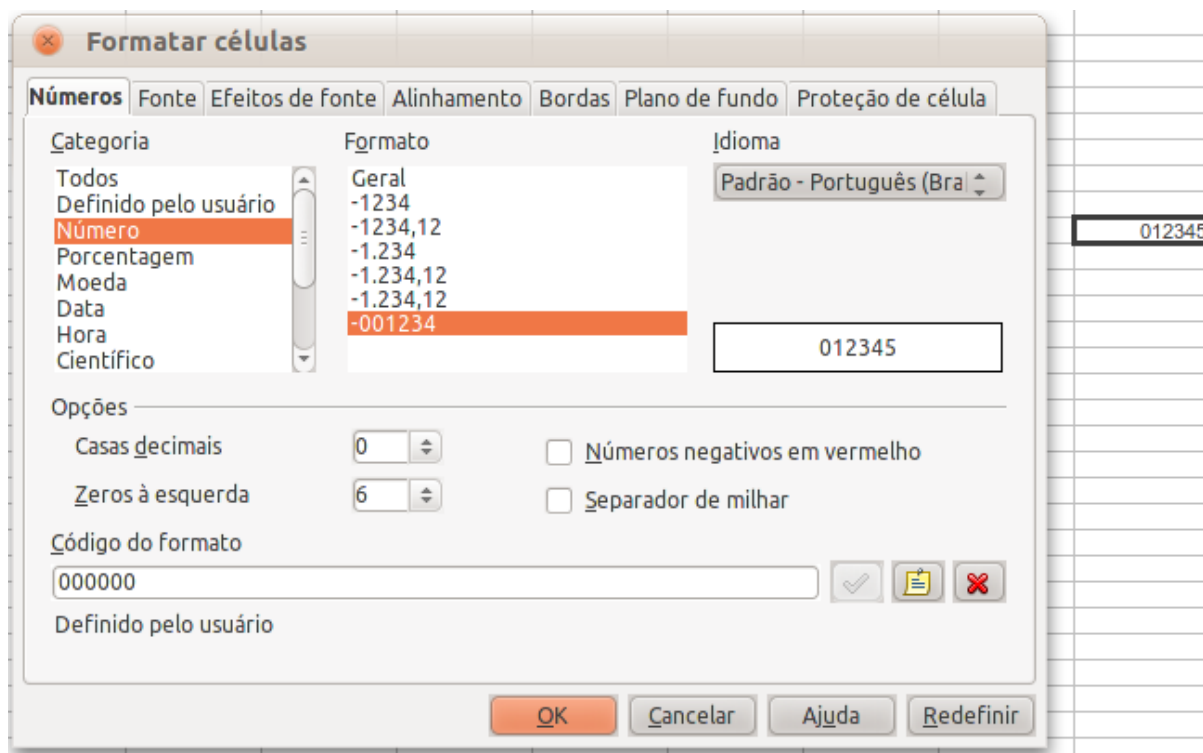 Formatar células
Números Fonte Efeitos de fonte Alinhamento Bordas Plano de fundo Proteção de célula
Categoria
Todos
Definido pelo usuário
Número
Porcentagem
Moeda
Data
Hora
Científico
Formato
Geral
-1234
-1234,12
-1.234
-1.234,12
-1.234,12
-001234
Idioma
Padrão - Português (Bra
012345
012345
Opções
Casas decimais 0
Números negativos em vermelho
Zeros à esquerda 6
Separador de milhar
Código do formato
000000
Definido pelo usuário
OK Cancelar Ajuda Redefinir